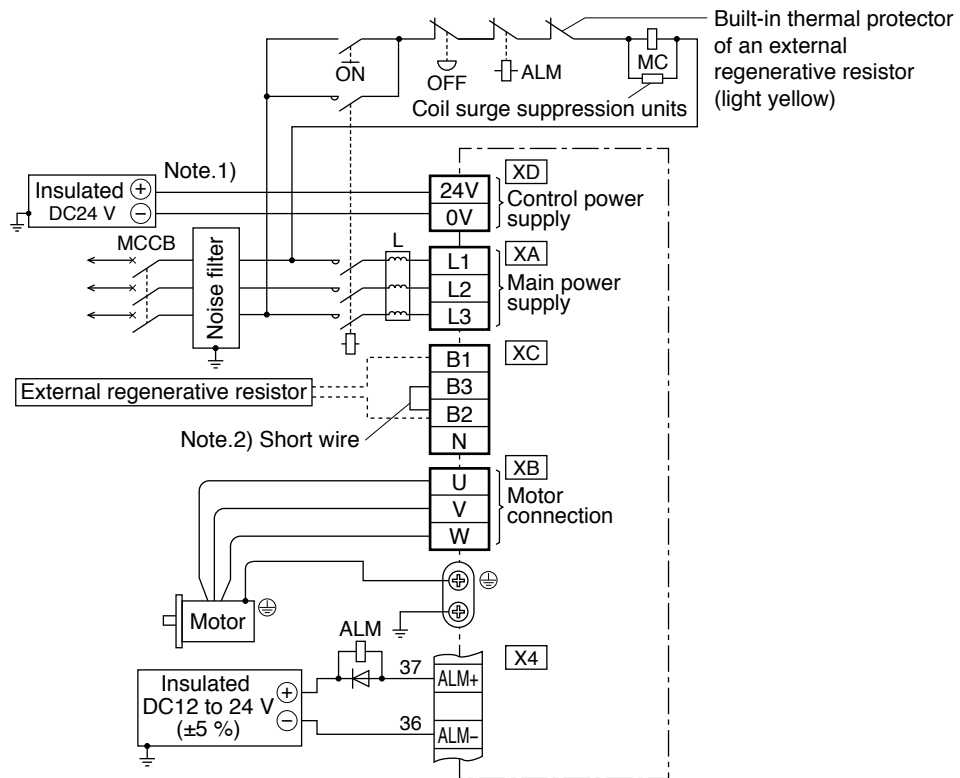 Built-in thermal protector
of an external
regenerative resistor
(light yellow)
ON
OFF
ALM
MC
Coil surge suppression units
Note.1)
Insulated
DC24 V
+
−
24V
0V
XD
Control power
supply
MCCB
Noise filter
L
L1
L2
L3
XA
Main power
supply
External regenerative resistor
B1
B3
B2
N
XC
Note.2) Short wire
U
V
W
XB
Motor
connection
Motor
ALM
Insulated
DC12 to 24 V
(±5 %)
+
−
37
36
ALM+
ALM−
X4